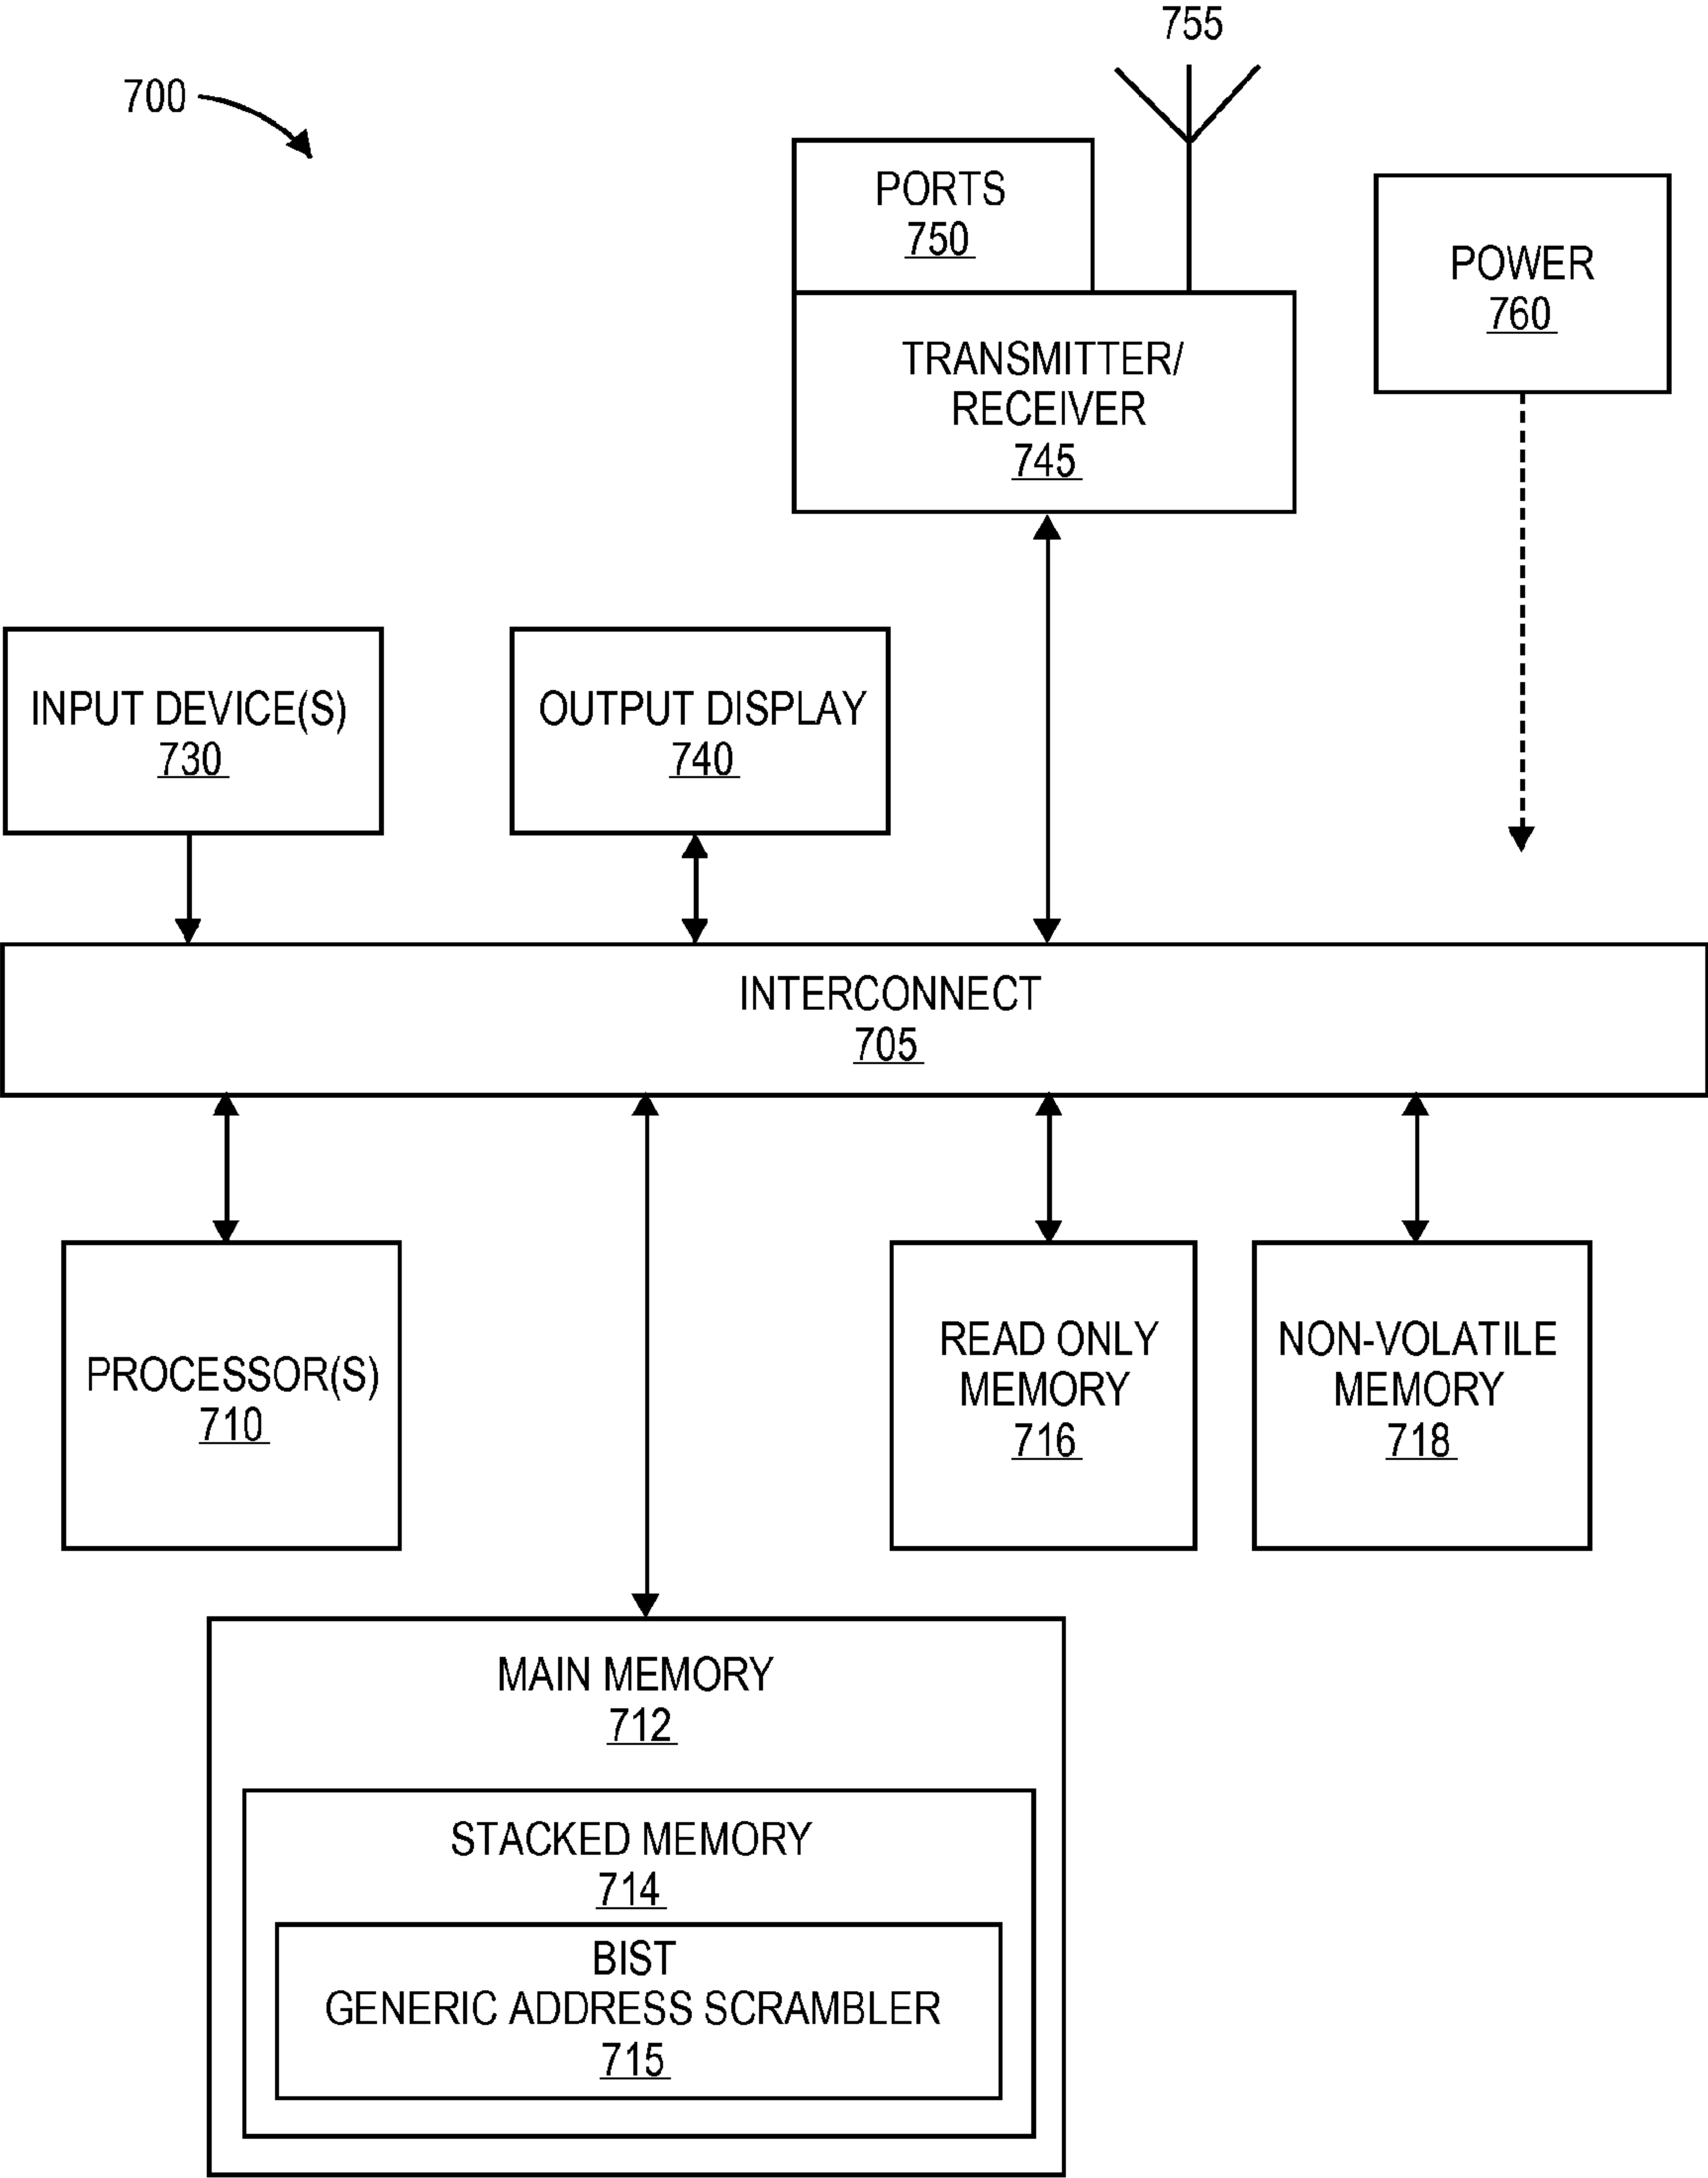 755
700
PORTS
750
POWER
760
TRANSMITTER/
RECEIVER
745
INPUT DEVICE(S)
730
OUTPUT DISPLAY
740
INTERCONNECT
705
PROCESSOR(S)
710
READ ONLY
MEMORY
716
NON-VOLATILE
MEMORY
718
MAIN MEMORY
712
STACKED MEMORY
714
BIST
GENERIC ADDRESS SCRAMBLER
715